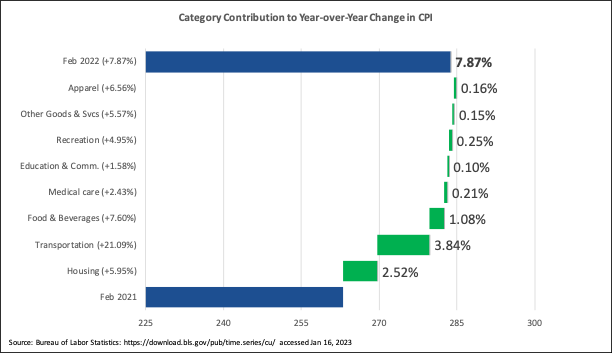 Category Contribution to Year-over-Year Change in CPI
Feb 2022 (+7.87%) 7.87%
Apparel (+6.56%) 0.16%
Other Goods & Svcs (+5.57%) 0.15%
Recreation (+4.95%) 0.25%
Education & Comm. (+1.58%) 0.10%
Medical care (+2.43%) 0.21%
Food & Beverages (+7.60%) 1.08%
Transportation (+21.09%) 3.84%
Housing (+5.95%) 2.52%
Feb 2021
225 240 255 270 285 300
Source: Bureau of Labor Statistics: https://download.bls.gov/pub/time.series/cu/ accessed Jan 16, 2023